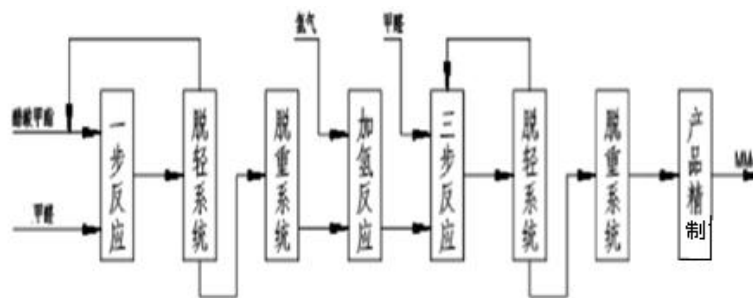 醋酸甲酯
甲醛
一步反应
脱轻系统
脱重系统
氢气
加氢反应
甲醛
三步反应
脱轻系统
脱重系统
产品精制